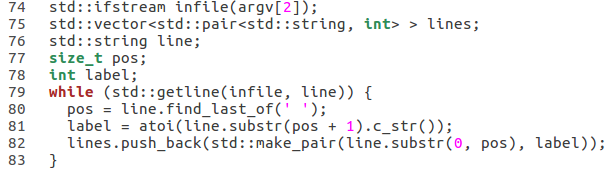 74 std::ifstream infile(argv[2]);
75 std::vector<std::pair<std::string, int> > lines;
76 std::string line;
77 size_t pos;
78 int label;
79 while (std::getline(infile, line)) {
80   pos = line.find_last_of(' ');
81   label = atoi(line.substr(pos + 1).c_str());
82   lines.push_back(std::make_pair(line.substr(0, pos), label));
83 }